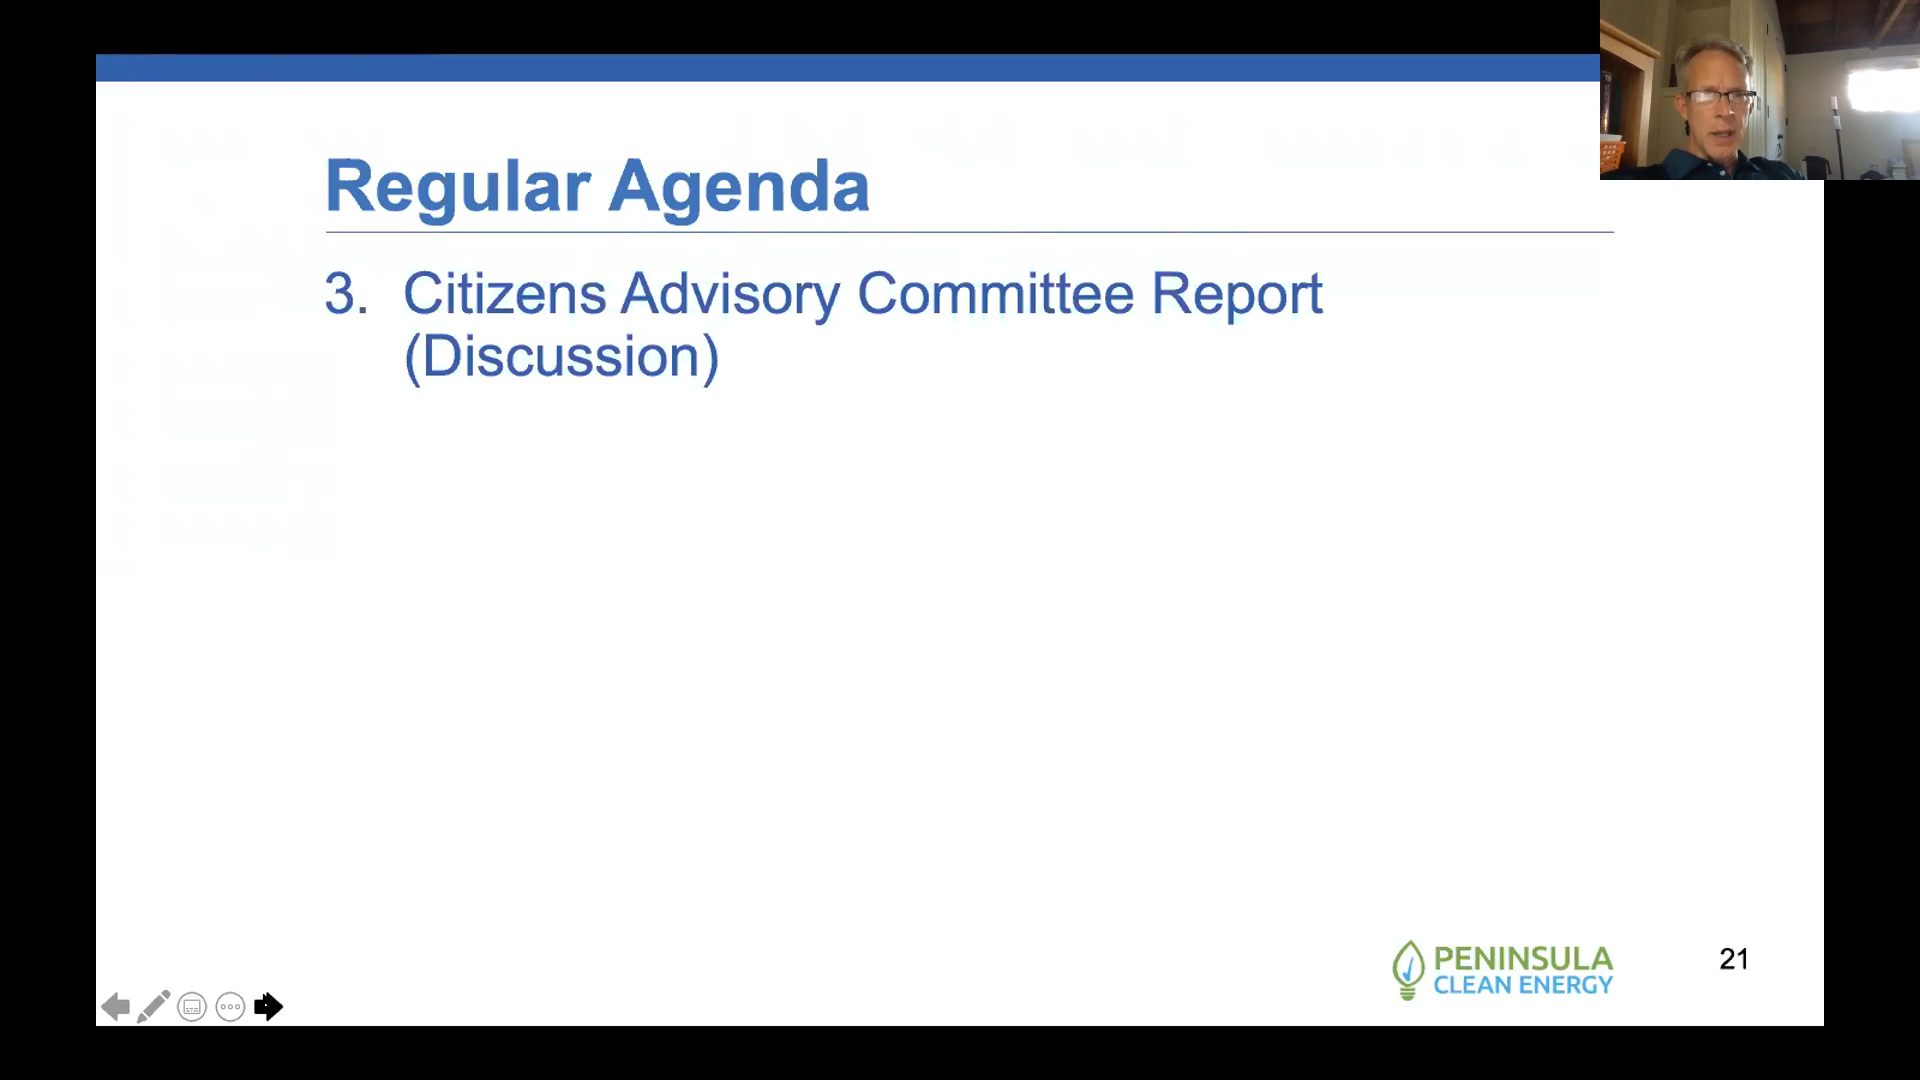 Regular Agenda
3. Citizens Advisory Committee Report
(Discussion)
PENINSULA
CLEAN ENERGY
21